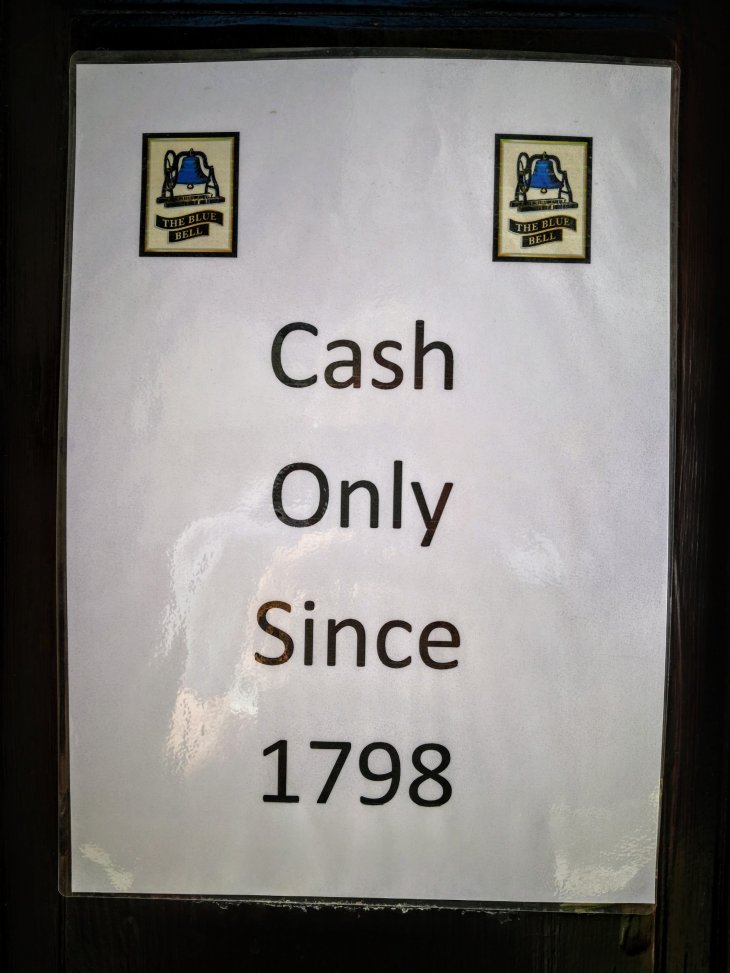 THE BLUE
BELL
THE BLUE
BELL
Cash
Only
Since
1798